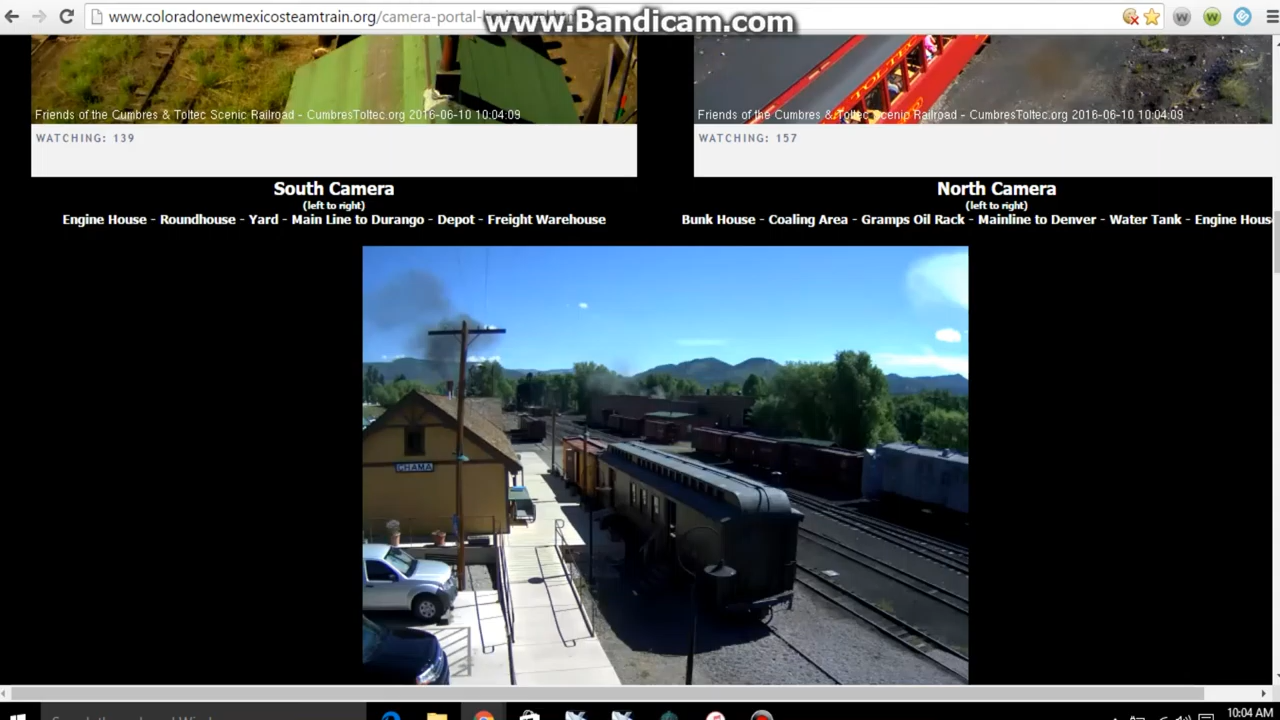 www.coloradonewmexicosteamtrain.org/camera-portal-
www.Bandicam.com
TOLTEC
Friends of the Cumbres & Toltec Scenic Railroad - CumbresToltec.org 2016-06-10 10:04:09
Friends of the Cumbres & Toltec Scenic Railroad - CumbresToltec.org 2016-06-10 10:04:09
WATCHING: 139
WATCHING: 157
South Camera
(left to right)
Engine House - Roundhouse - Yard - Main Line to Durango - Depot - Freight Warehouse
North Camera
(left to right)
Bunk House - Coaling Area - Gramps Oil Rack - Mainline to Denver - Water Tank - Engine Hous
CHAMA
10:04 AM